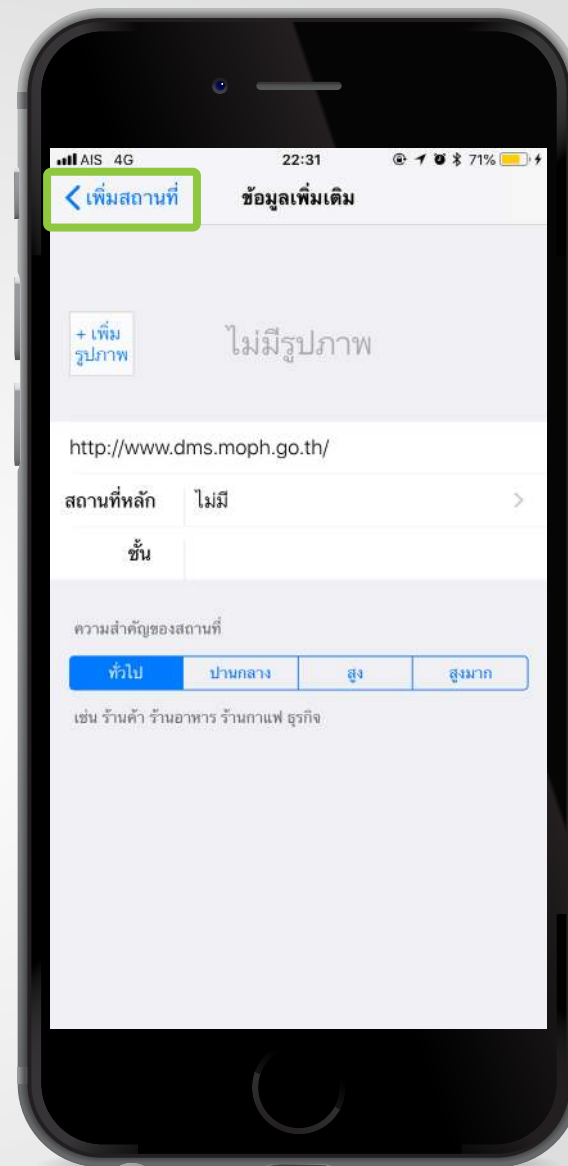 AIS 4G 22:31 71%
เพิ่มสถานที่ ข้อมูลเพิ่มเติม
+ เพิ่ม
รูปภาพ
ไม่มีรูปภาพ
http://www.dms.moph.go.th/
สถานที่หลัก ไม่มี
ชั้น
ความสำคัญของสถานที่
ทั่วไป ปานกลาง สูง สูงมาก
เช่น ร้านค้า ร้านอาหาร ร้านกาแฟ ธุรกิจ